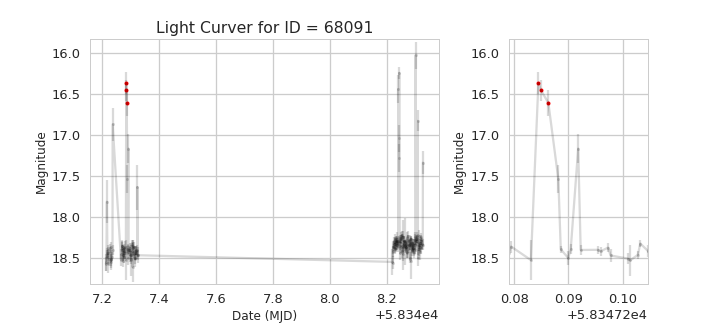 Light Curver for ID = 68091
16.0
16.5
17.0
17.5
18.0
18.5
Magnitude
7.2 7.4 7.6 7.8 8.0 8.2
Date (MJD)
+5.834e4
16.0
16.5
17.0
17.5
18.0
18.5
Magnitude
0.08 0.09 0.10
+5.83472e4